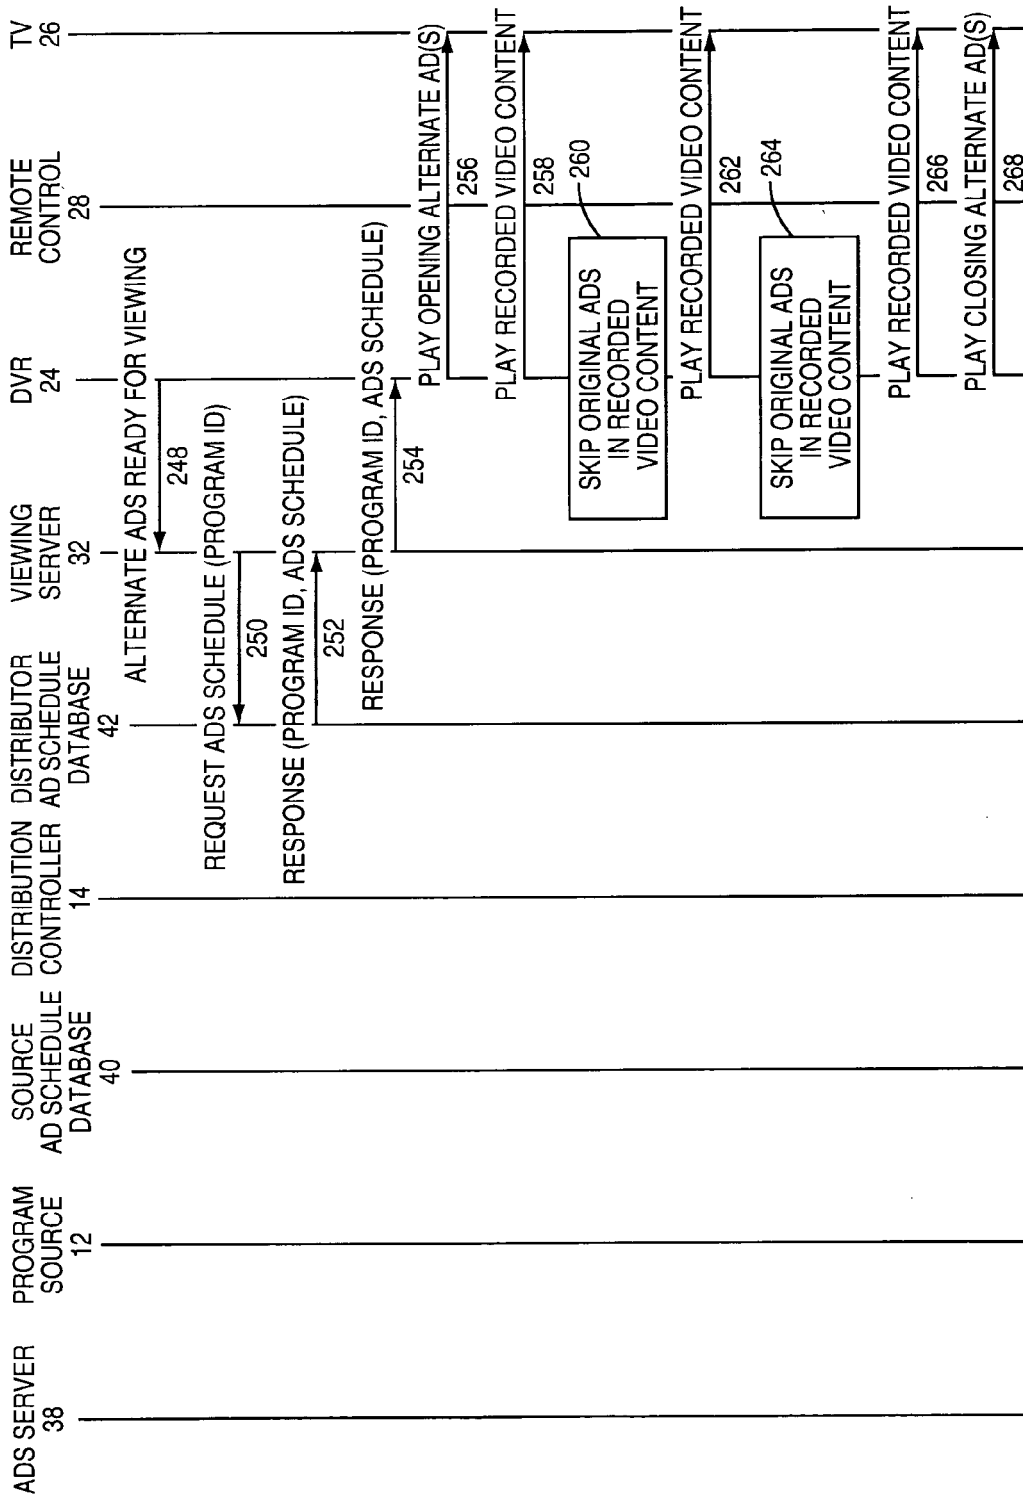 ADS SERVER
38
PROGRAM
SOURCE
12
SOURCE
AD SCHEDULE
DATABASE
40
DISTRIBUTION
CONTROLLER
14
DISTRIBUTOR
AD SCHEDULE
DATABASE
42
VIEWING
SERVER
32
DVR
24
REMOTE
CONTROL
28
TV
26
ALTERNATE ADS READY FOR VIEWING
248
REQUEST ADS SCHEDULE (PROGRAM ID)
250
RESPONSE (PROGRAM ID, ADS SCHEDULE)
252
RESPONSE (PROGRAM ID, ADS SCHEDULE)
254
PLAY OPENING ALTERNATE AD(S)
256
PLAY RECORDED VIDEO CONTENT
258
SKIP ORIGINAL ADS
IN RECORDED
VIDEO CONTENT
260
PLAY RECORDED VIDEO CONTENT
262
SKIP ORIGINAL ADS
IN RECORDED
VIDEO CONTENT
264
PLAY RECORDED VIDEO CONTENT
266
PLAY CLOSING ALTERNATE AD(S)
268